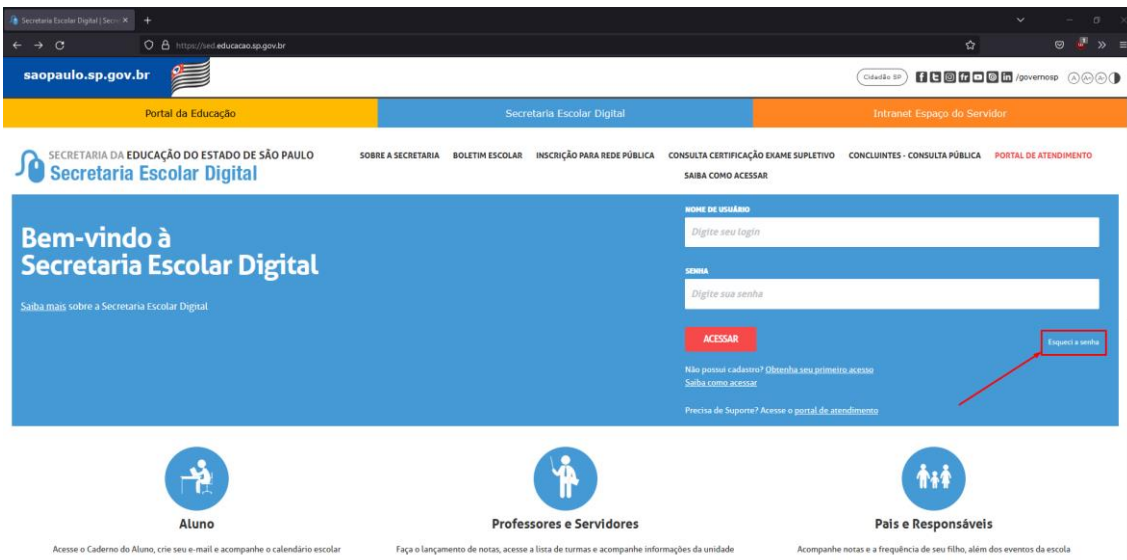 Secretaria Escolar Digital | Secre
https://sed.educacao.sp.gov.br
saopaulo.sp.gov.br
Cidadão SP
/governosp
Portal da Educação
Secretaria Escolar Digital
Intranet Espaço do Servidor
SECRETARIA DA EDUCAÇÃO DO ESTADO DE SÃO PAULO
Secretaria Escolar Digital
SOBRE A SECRETARIA BOLETIM ESCOLAR INSCRIÇÃO PARA REDE PÚBLICA CONSULTA CERTIFICAÇÃO EXAME SUPLETIVO CONCLUINTES - CONSULTA PÚBLICA PORTAL DE ATENDIMENTO
SAIBA COMO ACESSAR
Bem-vindo à
Secretaria Escolar Digital
Saiba mais sobre a Secretaria Escolar Digital
NOME DE USUÁRIO
Digite seu login
SENHA
Digite sua senha
ACESSAR
Esqueci a senha
Não possui cadastro? Obtenha seu primeiro acesso
Saiba como acessar
Precisa de Suporte? Acesse o portal de atendimento
Aluno
Acesse o Caderno do Aluno, crie seu e-mail e acompanhe o calendário escolar
Professores e Servidores
Faça o lançamento de notas, acesse a lista de turmas e acompanhe informações da unidade
Pais e Responsáveis
Acompanhe notas e a frequência de seu filho, além dos eventos da escola